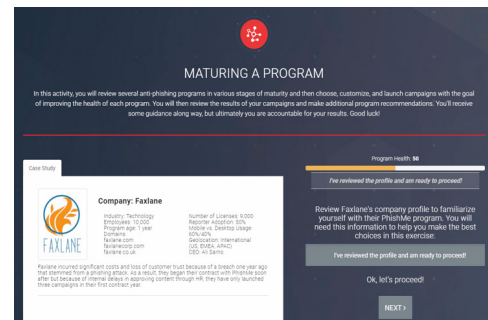 MATURING A PROGRAM
In this activity, you will review several anti-phishing programs in various stages of maturity and then choose, customize, and launch campaigns with the goal
of improving the health of each program. You will then review the results of your campaigns and make additional program recommendations. You'll receive
some guidance along way, but ultimately you are accountable for your results. Good luck!
Case Study
FAXLANE
Company: Faxlane
Industry: Technology
Employees: 10,000
Program age: 1 year
Domains:
faxlane.com
faxlanecorp.com
faxlane.co.uk
Number of Licenses: 9,000
Reporter Adoption: 50%
Mobile vs. Desktop Usage:
60%/40%
Geolocation: International
(US, EMEA, APAC)
CEO: Ali Salmo
Faxlane incurred significant costs and loss of customer trust because of a breach one year ago
that stemmed from a phishing attack. As a result, they began their contract with PhishMe soon
after but because of internal delays in approving content through HR, they have only launched
three campaigns in their first contract year.
Program Health: 50
I've reviewed the profile and am ready to proceed!
Review Faxlane's company profile to familiarize
yourself with their PhishMe program. You will
need this information to help you make the best
choices in this exercise.
I've reviewed the profile and am ready to proceed!
Ok, let's proceed!
NEXT >